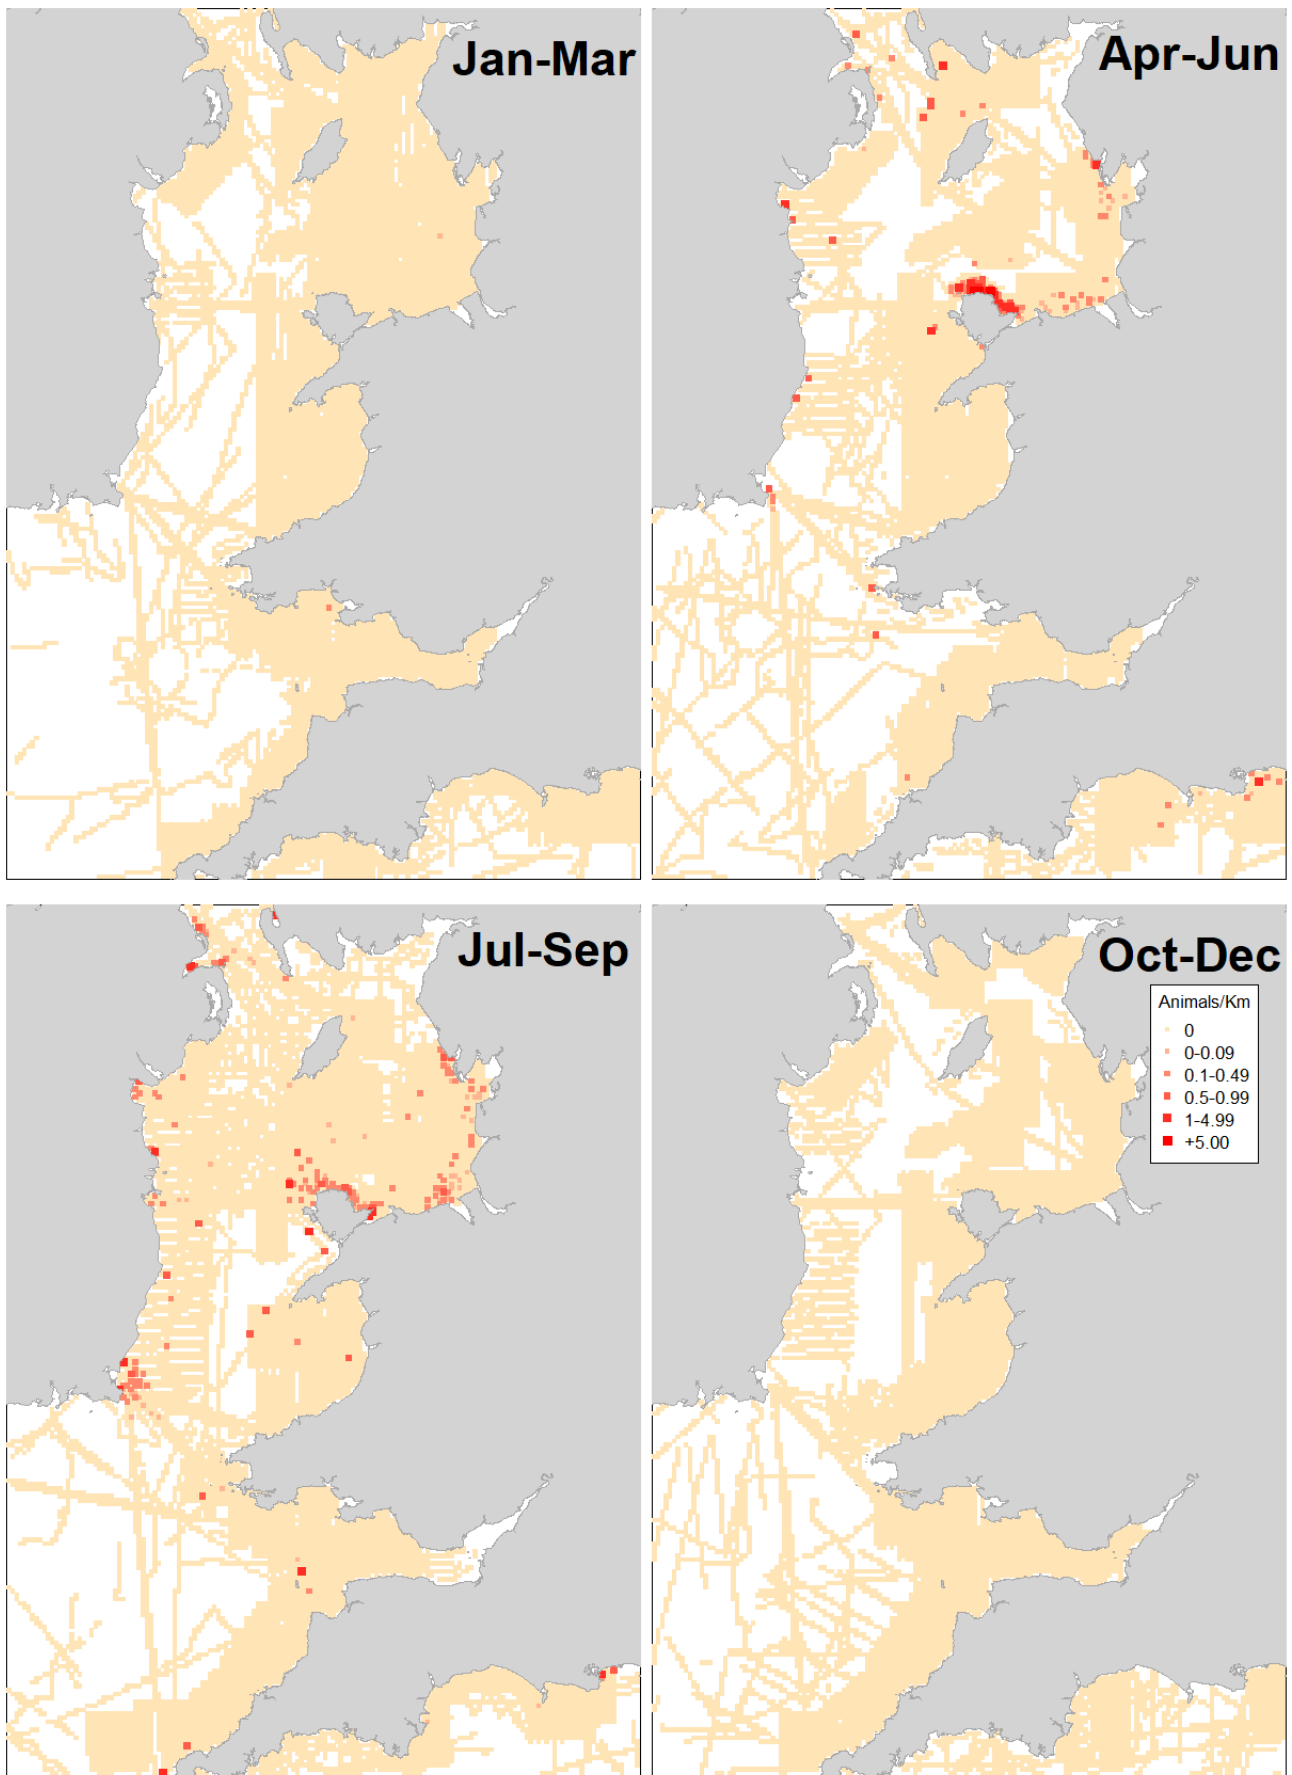 Jan-Mar
Apr-Jun
Jul-Sep
Oct-Dec
Animals/Km
0
0-0.09
0.1-0.49
0.5-0.99
1-4.99
+5.00